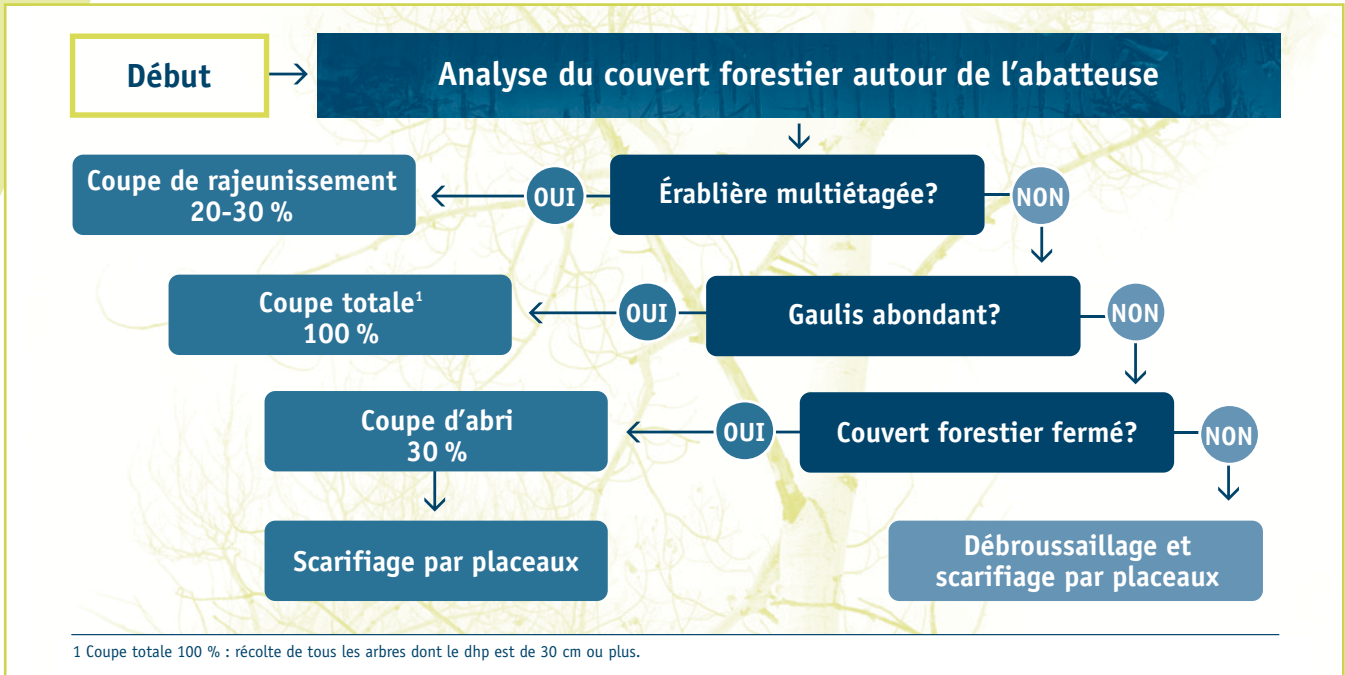 Début
Analyse du couvert forestier autour de l'abatteuse
Coupe de rajeunissement
20-30 %
OUI
Érablière multiétagée?
NON
Coupe totale¹
100 %
OUI
Gaulis abondant?
NON
Coupe d'abri
30 %
OUI
Couvert forestier fermé?
NON
Scarifiage par placeaux
Débroussaillage et
scarifiage par placeaux
1 Coupe totale 100 % : récolte de tous les arbres dont le dhp est de 30 cm ou plus.